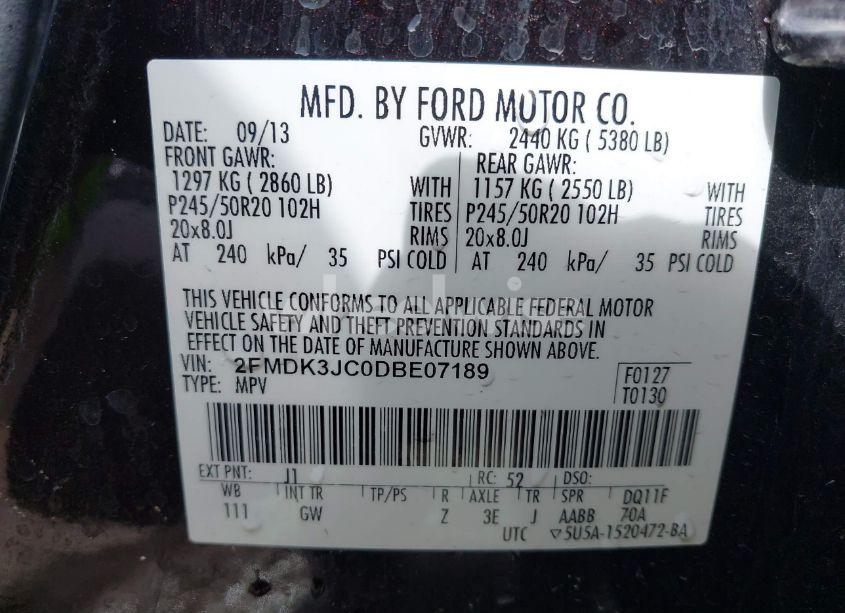 MFD. BY FORD MOTOR CO.
DATE: 09/13 GVWR: 2440 KG ( 5380 LB)
FRONT GAWR: REAR GAWR:
1297 KG ( 2860 LB) WITH 1157 KG ( 2550 LB) WITH
P245/50R20 102H TIRES P245/50R20 102H TIRES
20x8.0J RIMS 20x8.0J RIMS
AT 240 kPa/ 35 PSI COLD AT 240 kPa/ 35 PSI COLD
THIS VEHICLE CONFORMS TO ALL APPLICABLE FEDERAL MOTOR
VEHICLE SAFETY AND THEFT PREVENTION STANDARDS IN
EFFECT ON THE DATE OF MANUFACTURE SHOWN ABOVE.
VIN: 2FMDK3JC0DBE07189 F0127
TYPE: MPV T0130
EXT PNT: J1 RC: 52 DSO:
WB INT TR TP/PS R AXLE TR SPR DQ11F
111 GW Z 3E J AABB 70A
UTC ▽5U5A-1520472-BA